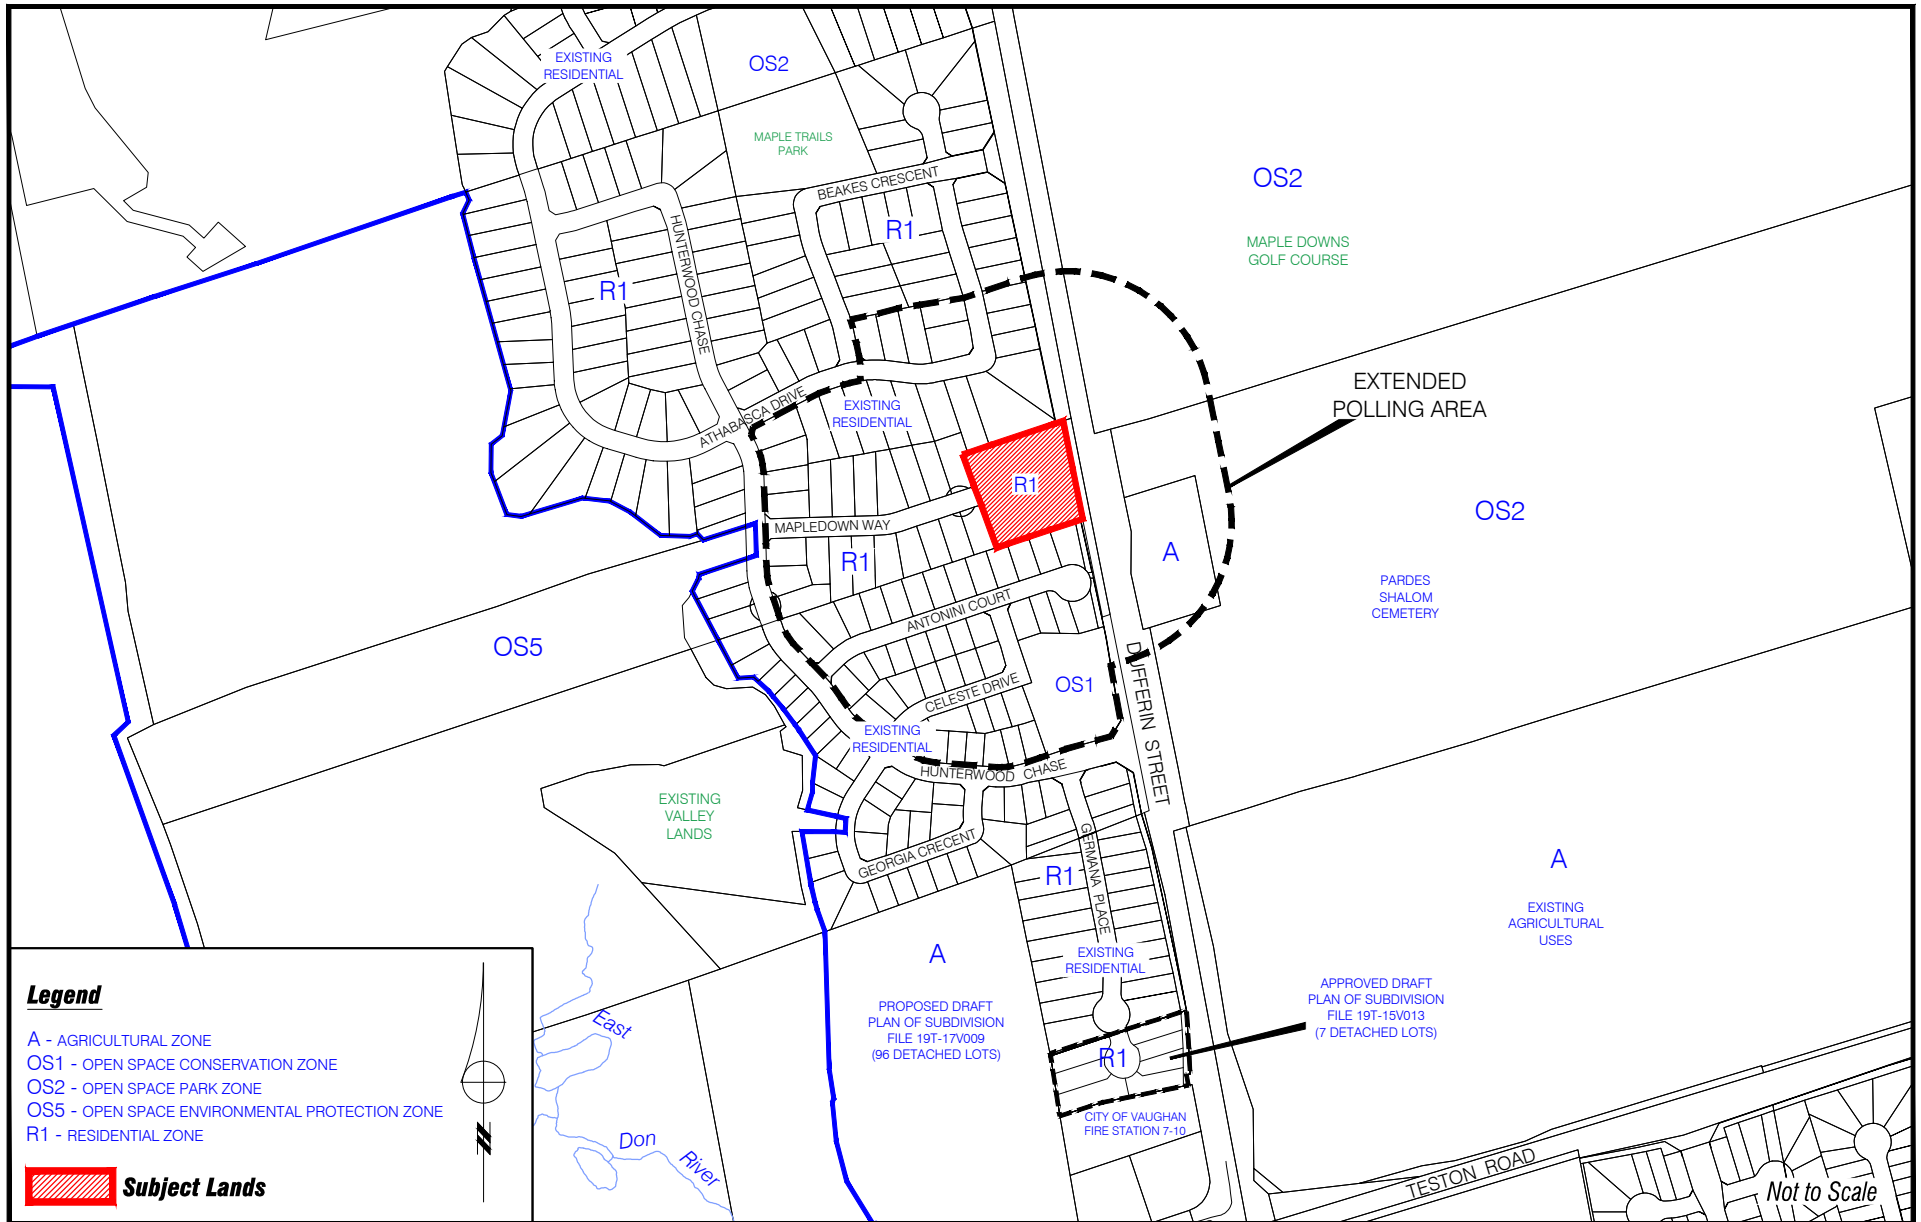 EXISTING
RESIDENTIAL
OS2
MAPLE TRAILS
PARK
BEAKES CRESCENT
R1
HUNTERWOOD CHASE
R1
OS2
MAPLE DOWNS
GOLF COURSE
EXTENDED
POLLING AREA
ATHABASCA DRIVE
EXISTING
RESIDENTIAL
R1
MAPLEDOWN WAY
R1
A
OS2
PARDES
SHALOM
CEMETERY
ANTONINI COURT
OS5
CELESTE DRIVE
OS1
DUFFERIN STREET
EXISTING
RESIDENTIAL
HUNTERWOOD CHASE
EXISTING
VALLEY
LANDS
GEORGIA CRECENT
GERMANA PLACE
R1
A
EXISTING
AGRICULTURAL
USES
A
PROPOSED DRAFT
PLAN OF SUBDIVISION
FILE 19T-17V009
(96 DETACHED LOTS)
EXISTING
RESIDENTIAL
APPROVED DRAFT
PLAN OF SUBDIVISION
FILE 19T-15V013
(7 DETACHED LOTS)
R1
CITY OF VAUGHAN
FIRE STATION 7-10
East
Don
River
TESTON ROAD
Not to Scale
Legend
A - AGRICULTURAL ZONE
OS1 - OPEN SPACE CONSERVATION ZONE
OS2 - OPEN SPACE PARK ZONE
OS5 - OPEN SPACE ENVIRONMENTAL PROTECTION ZONE
R1 - RESIDENTIAL ZONE
Subject Lands